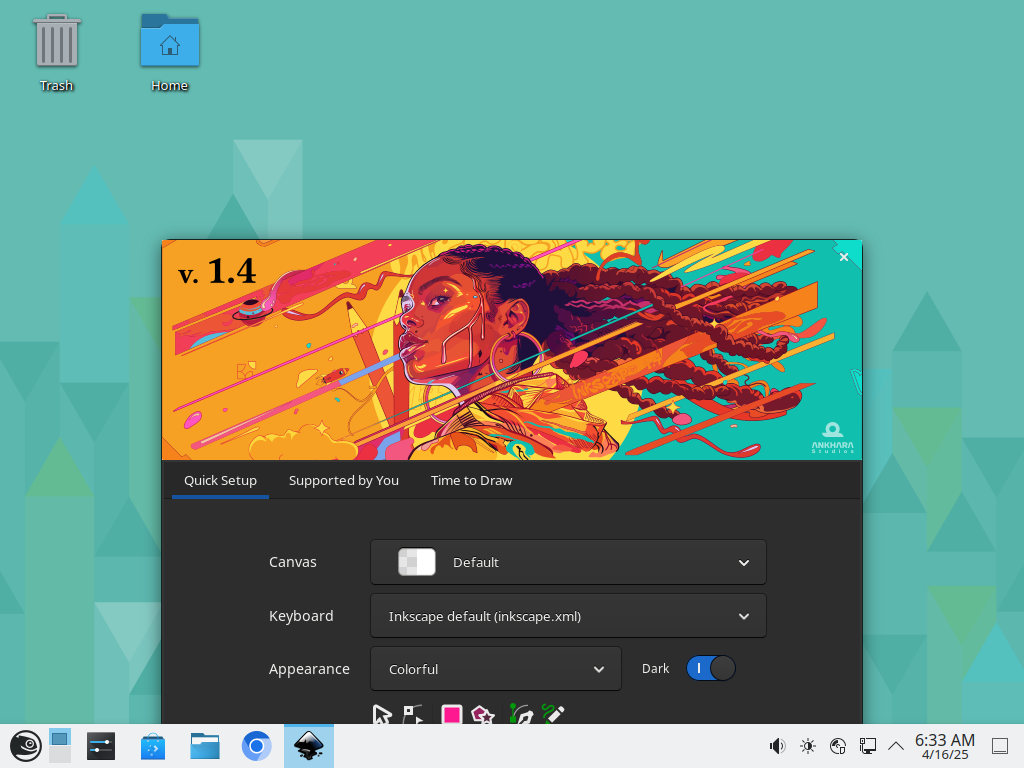 Trash
Home
v. 1.4
ANKHARA
Studios
Quick Setup
Supported by You
Time to Draw
Canvas
Default
Keyboard
Inkscape default (inkscape.xml)
Appearance
Colorful
Dark
6:33 AM
4/16/25